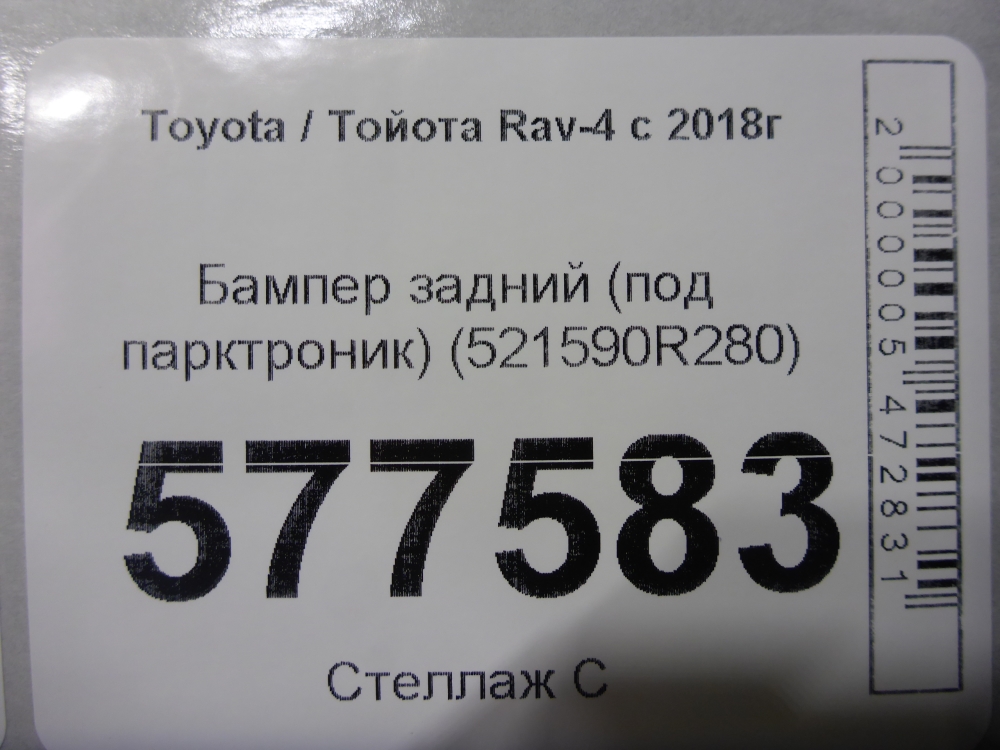 Toyota / Тойота Rav-4 с 2018г
Бампер задний (под
парктроник) (521590R280)
577583
Стеллаж С
2000005472831